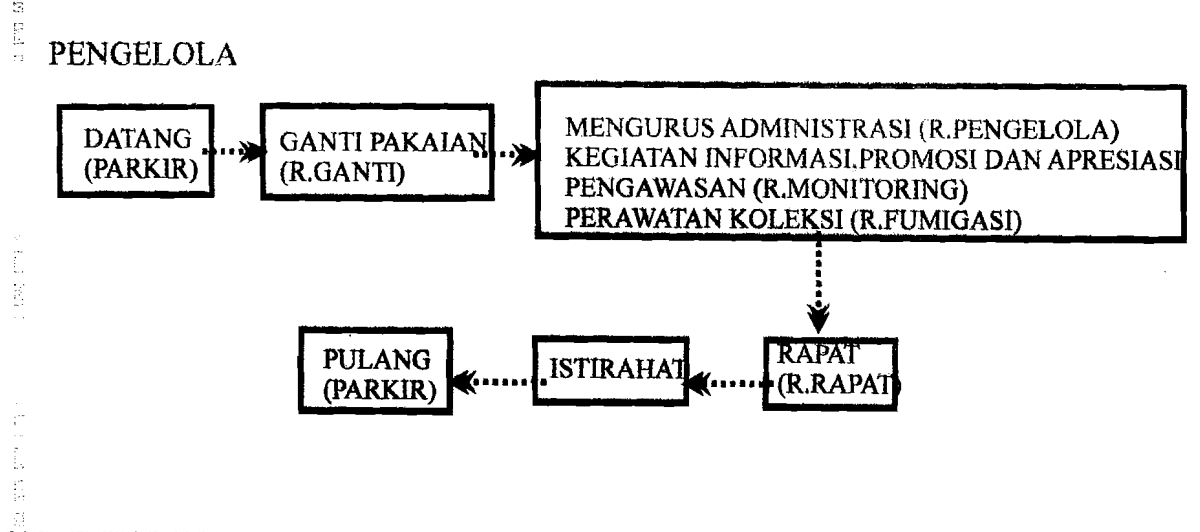 PENGELOLA
DATANG
(PARKIR)
GANTI PAKAIAN
(R.GANTI)
MENGURUS ADMINISTRASI (R.PENGELOLA)
KEGIATAN INFORMASI,PROMOSI DAN APRESIASI
PENGAWASAN (R.MONITORING)
PERAWATAN KOLEKSI (R.FUMIGASI)
RAPAT
(R.RAPAT)
ISTIRAHAT
PULANG
(PARKIR)